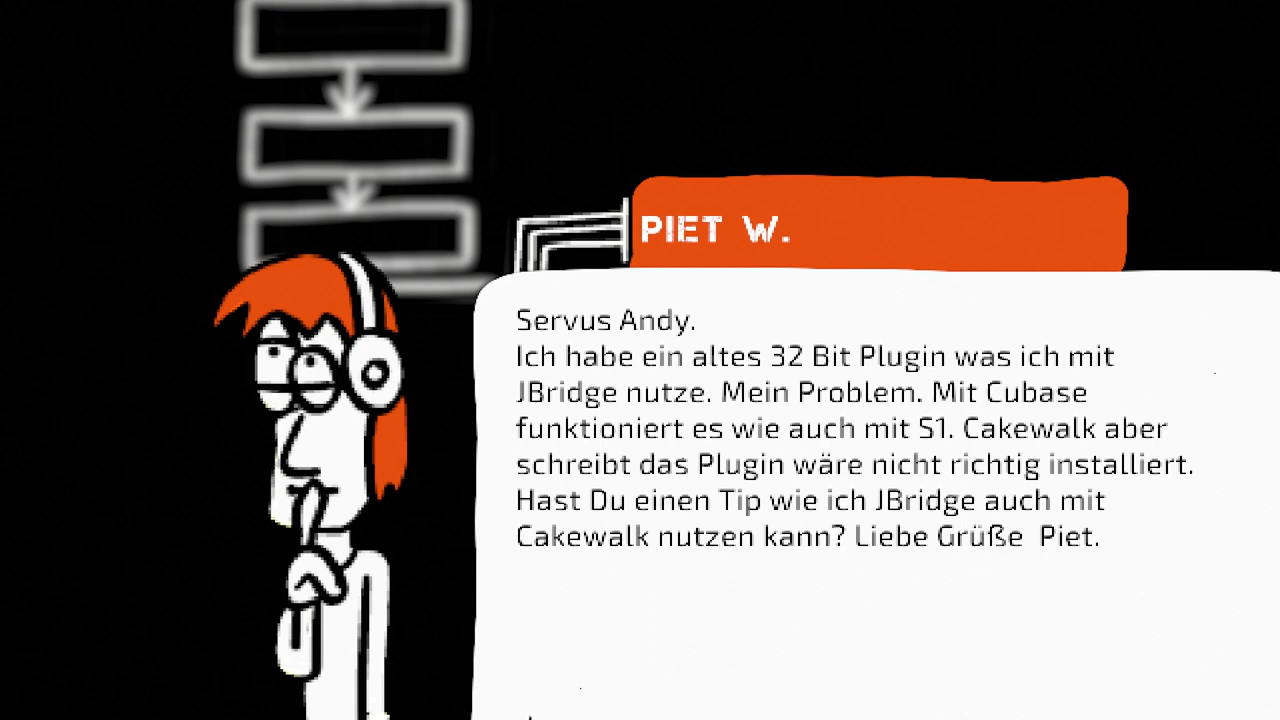 PIET W.
Servus Andy.
Ich habe ein altes 32 Bit Plugin was ich mit
JBridge nutze. Mein Problem. Mit Cubase
funktioniert es wie auch mit S1. Cakewalk aber
schreibt das Plugin wäre nicht richtig installiert.
Hast Du einen Tip wie ich JBridge auch mit
Cakewalk nutzen kann? Liebe Grüße Piet.